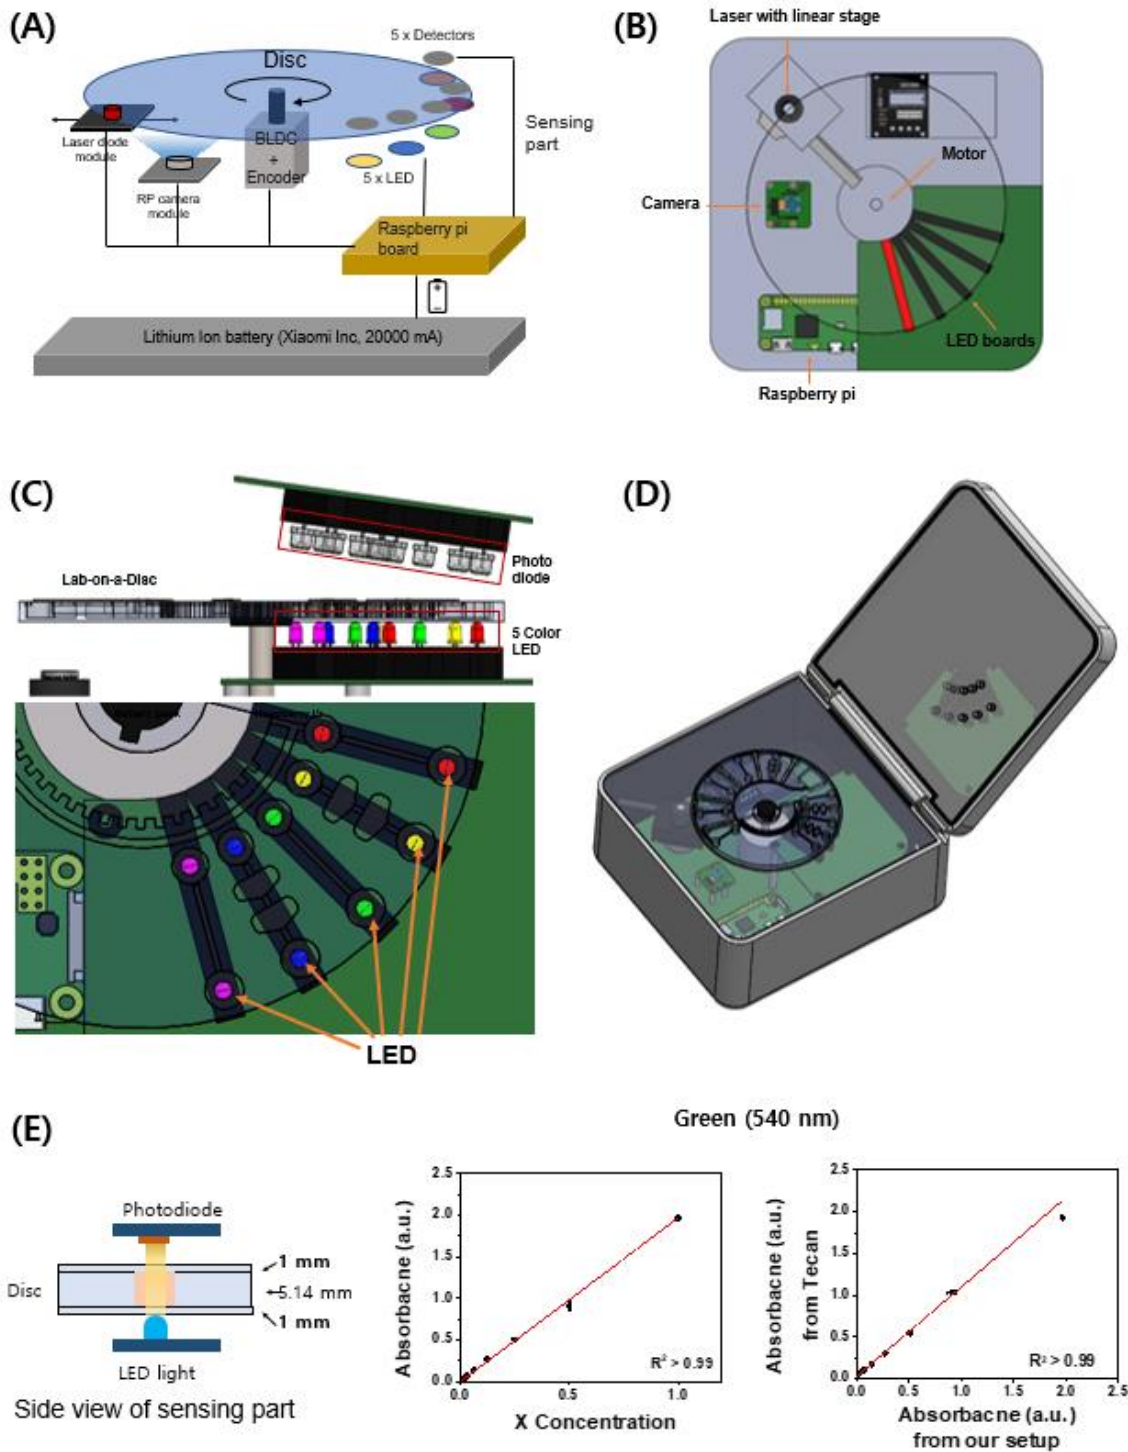 (A)
5 x Detectors
Disc
Sensing
part
Laser diode
module
BLDC
+
Encoder
RP camera
module
5 x LED
Raspberry pi
board
Lithium Ion battery (Xiaomi Inc, 20000 mA)
(B)
Laser with linear stage
Motor
Camera
LED boards
Raspberry pi
(C)
Photo
diode
Lab-on-a-Disc
5 Color
LED
LED
(D)
(E)
Green (540 nm)
Photodiode
1 mm
Disc
5.14 mm
1 mm
LED light
Side view of sensing part
Absorbacne (a.u.)
2.5
2.0
1.5
1.0
0.5
0.0
R² > 0.99
0.0 0.5 1.0
X Concentration
Absorbacne (a.u.)
from Tecan
2.5
2.0
1.5
1.0
0.5
0.0
R² > 0.99
0.0 0.5 1.0 1.5 2.0 2.5
Absorbacne (a.u.)
from our setup